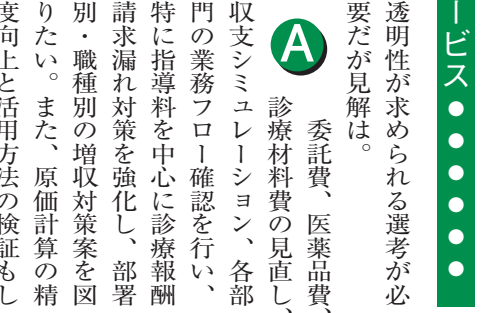 ービス●●●●●●
透明性が求められる選考が必
要だが見解は。
A
委託費、医薬品費、
診療材料費の見直し、
収支シミュレーション、各部
門の業務フロー確認を行い、
特に指導料を中心に診療報酬
請求漏れ対策を強化し、部署
別・職種別の増収対策案を図
りたい。また、原価計算の精
度向上と活用方法の検証もし